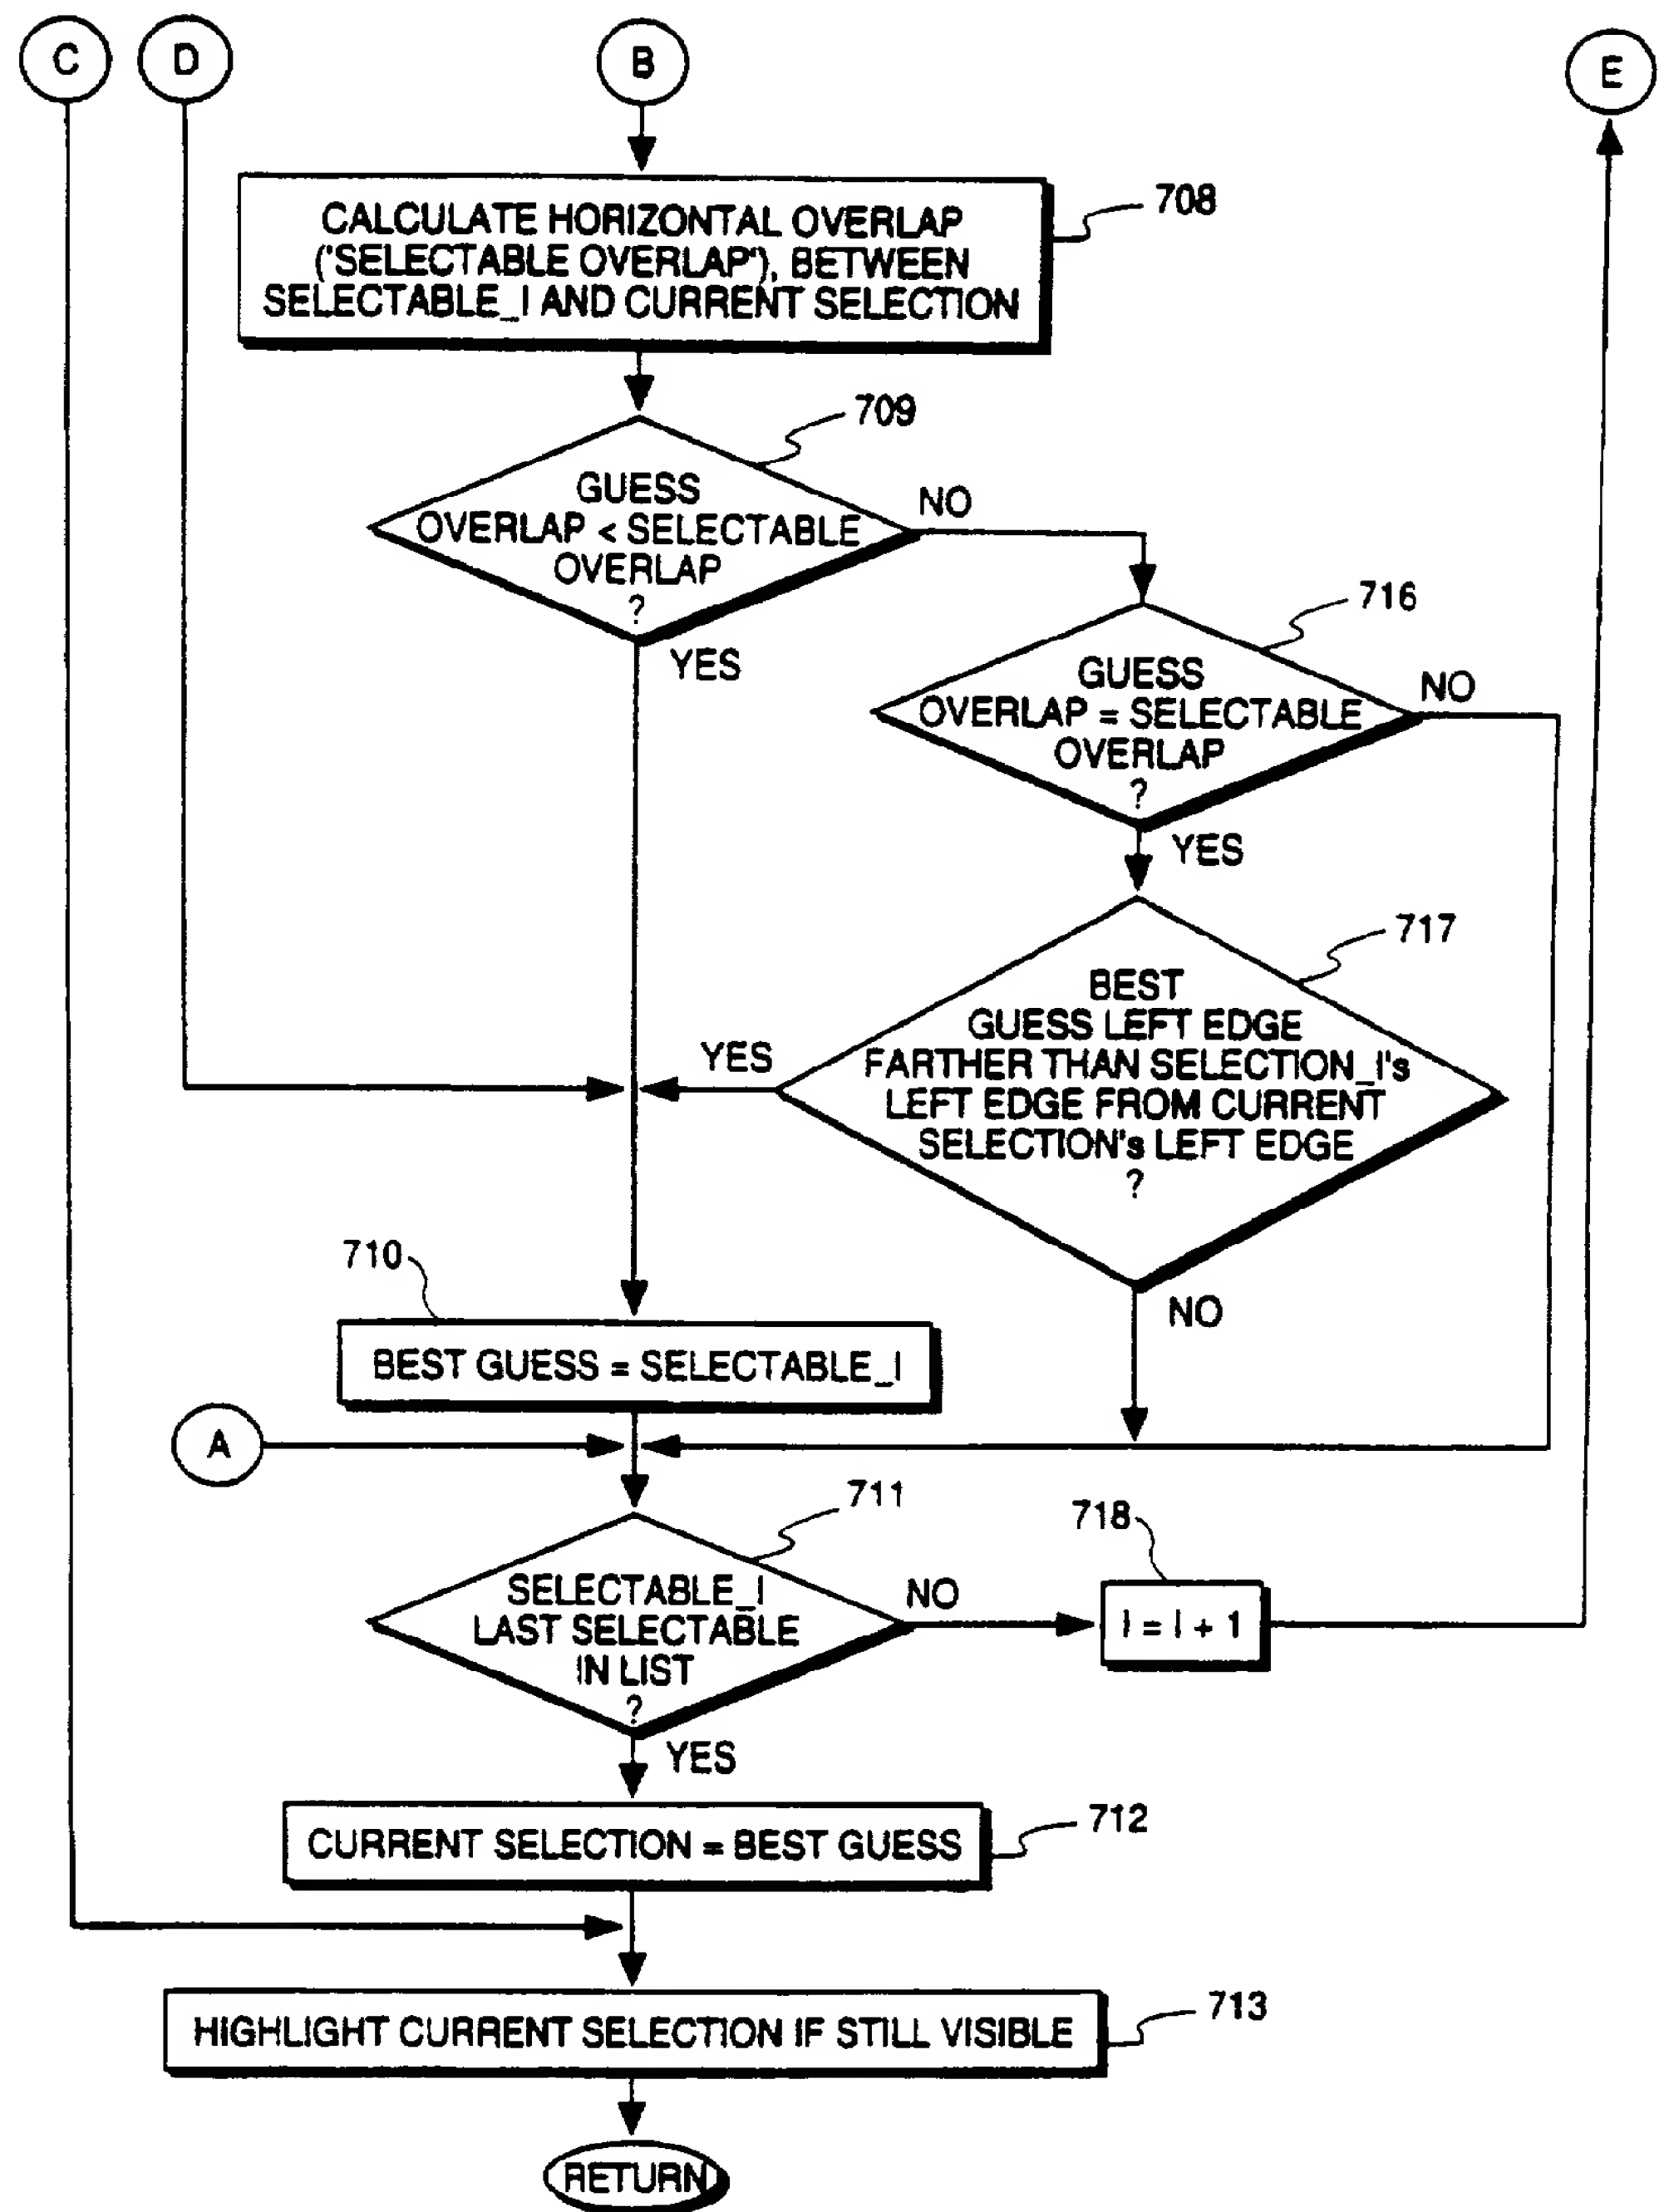 C
D
B
E
708
CALCULATE HORIZONTAL OVERLAP
('SELECTABLE OVERLAP'), BETWEEN
SELECTABLE_I AND CURRENT SELECTION
709
GUESS
OVERLAP < SELECTABLE
OVERLAP
?
NO
YES
716
GUESS
OVERLAP = SELECTABLE
OVERLAP
?
NO
YES
717
BEST
GUESS LEFT EDGE
FARTHER THAN SELECTION_I's
LEFT EDGE FROM CURRENT
SELECTION's LEFT EDGE
?
YES
NO
710
BEST GUESS = SELECTABLE_I
A
711
SELECTABLE_I
LAST SELECTABLE
IN LIST
?
NO
718
I = I + 1
YES
712
CURRENT SELECTION = BEST GUESS
713
HIGHLIGHT CURRENT SELECTION IF STILL VISIBLE
RETURN